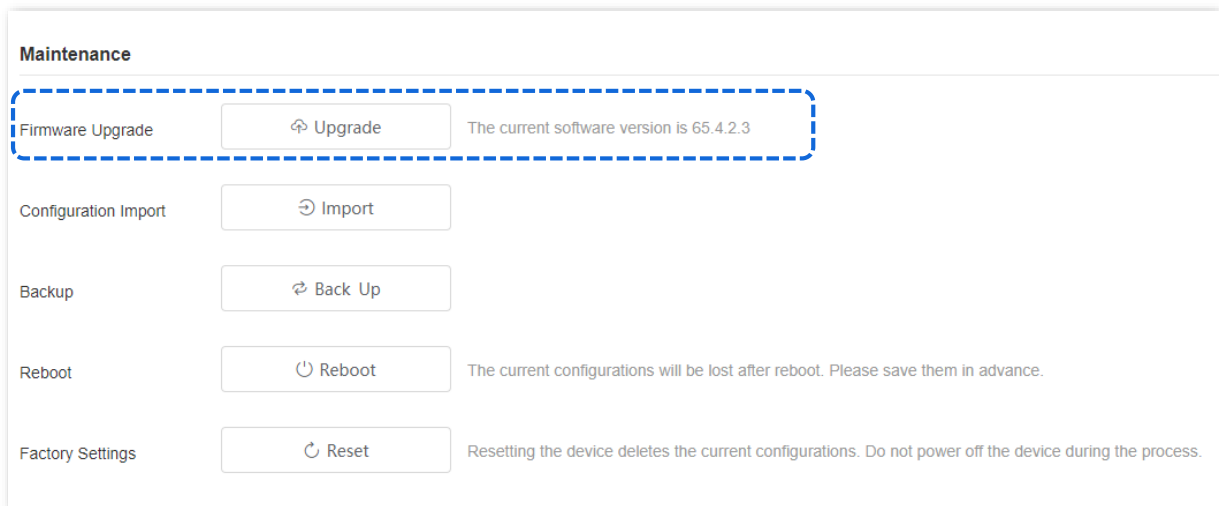 Maintenance
Firmware Upgrade Upgrade The current software version is 65.4.2.3
Configuration Import Import
Backup Back Up
Reboot Reboot The current configurations will be lost after reboot. Please save them in advance.
Factory Settings Reset Resetting the device deletes the current configurations. Do not power off the device during the process.